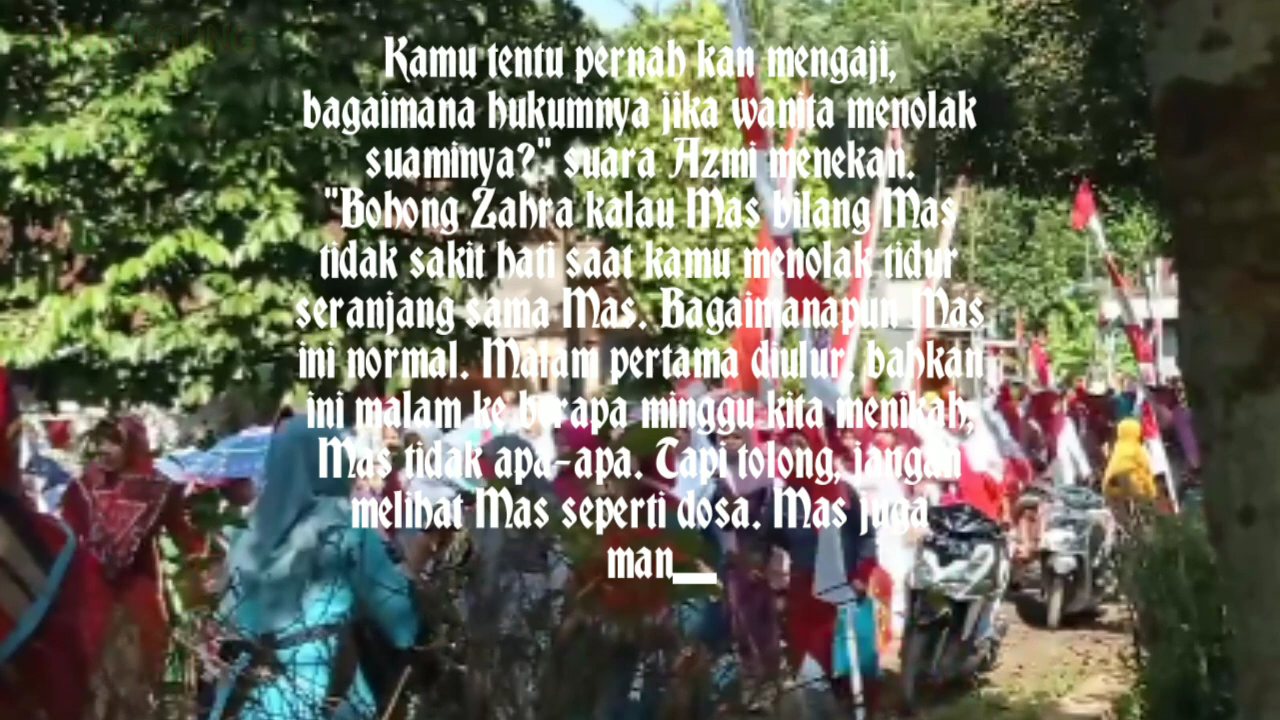 Kamu tentu pernah kan mengaji,
bagaimana hukumnya jika wanita menolak
suaminya?" suara Azmi menekan.
"Bohong Zahra kalau Mas bilang Mas
tidak sakit hati saat kamu menolak tidur
seranjang sama Mas. Bagaimanapun Mas
ini normal. Malam pertama diulur, bahkan
ini malam ke berapa minggu kita menikah,
Mas tidak apa-apa. Tapi tolong, jangan
melihat Mas seperti dosa. Mas juga
man__